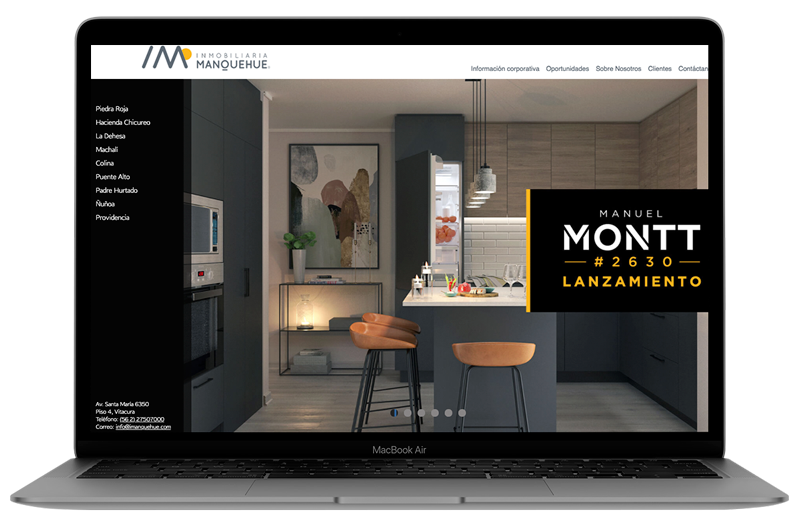 INMOBILIARIA
MANQUEHUE
Información corporativa Oportunidades Sobre Nosotros Clientes Contáctan
Piedra Roja
Hacienda Chicureo
La Dehesa
Machalí
Colina
Puente Alto
Padre Hurtado
Ñuñoa
Providencia
MANUEL
MONTT
#2630
LANZAMIENTO
Av. Santa María 6350
Piso 4, Vitacura
Teléfono: (56 2) 27507000
Correo: info@imanquehue.com
MacBook Air